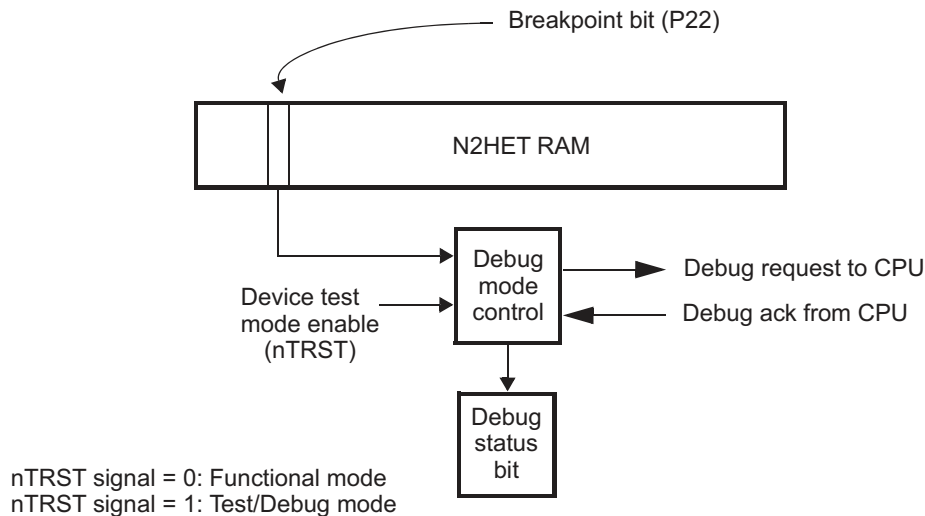 Breakpoint bit (P22)
N2HET RAM
Debug
mode
control
Debug request to CPU
Debug ack from CPU
Device test
mode enable
(nTRST)
Debug
status
bit
nTRST signal = 0: Functional mode
nTRST signal = 1: Test/Debug mode